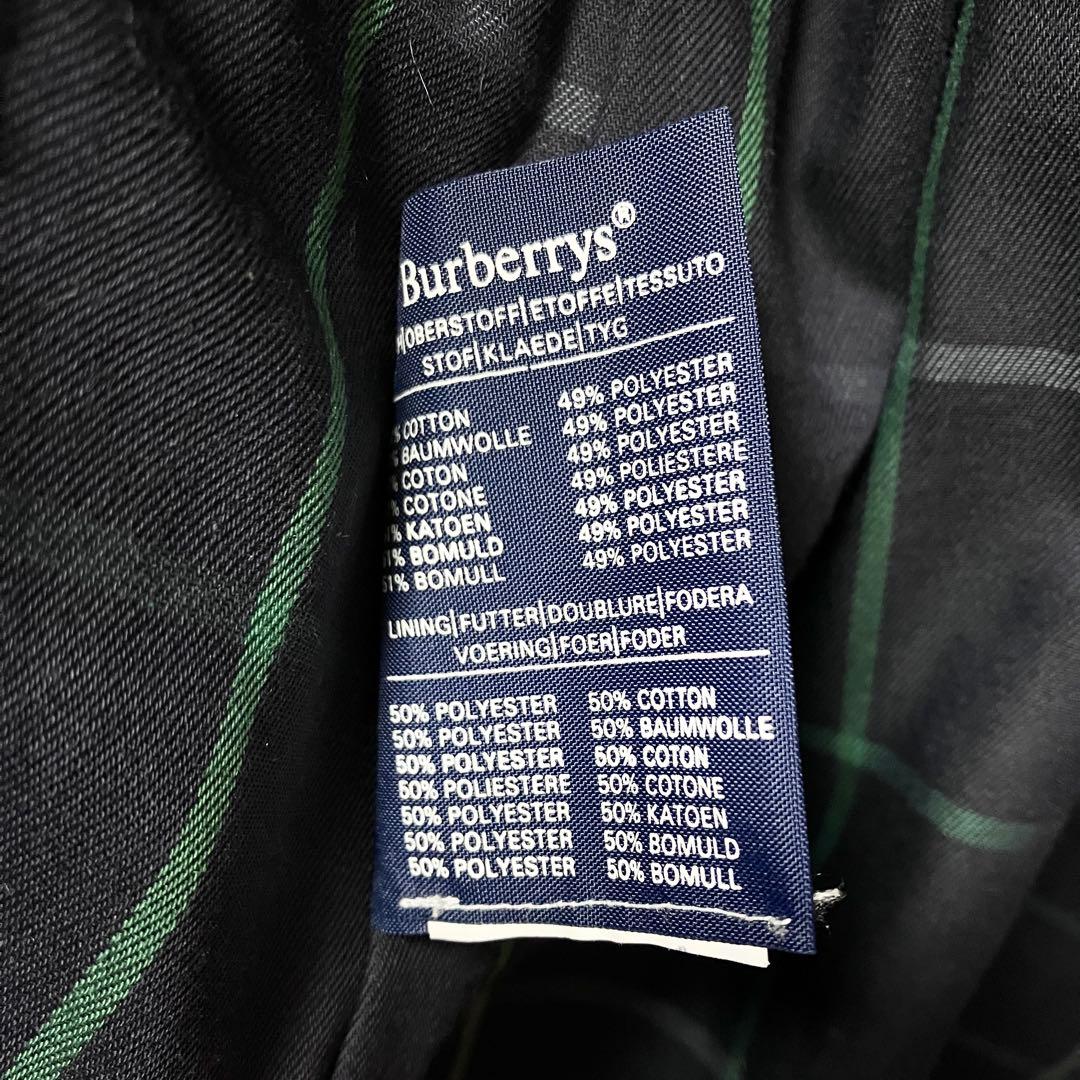 Burberrys®
OBERSTOFF|ETOFFE|TESSUTO
STOF|KLAEDE|TYG
% COTTON 49% POLYESTER
% BAUMWOLLE 49% POLYESTER
% COTON 49% POLYESTER
% COTONE 49% POLIESTERE
% KATOEN 49% POLYESTER
1% BOMULD 49% POLYESTER
51% BOMULL 49% POLYESTER
LINING|FUTTER|DOUBLURE|FODERA
VOERING|FOER|FODER
50% POLYESTER 50% COTTON
50% POLYESTER 50% BAUMWOLLE
50% POLYESTER 50% COTON
50% POLIESTERE 50% COTONE
50% POLYESTER 50% KATOEN
50% POLYESTER 50% BOMULD
50% POLYESTER 50% BOMULL